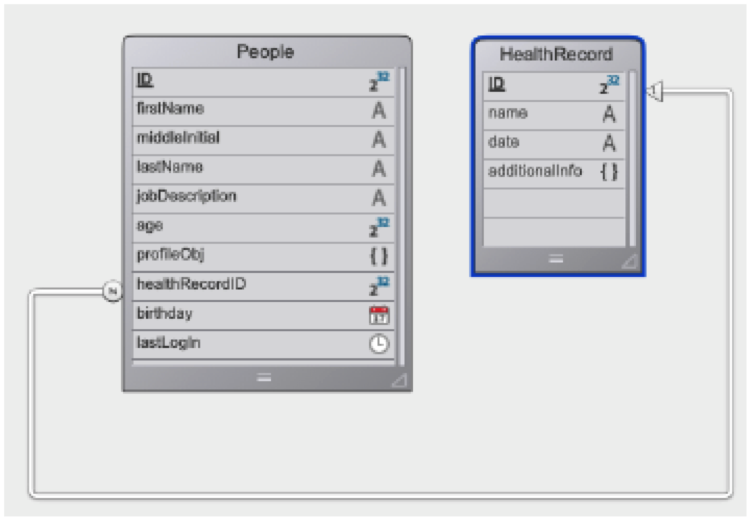 People
ID 2^32
firstName A
middleInitial A
lastName A
jobDescription A
age 2^32
profileObj { }
healthRecordID 2^32
birthday 17
lastLogIn
HealthRecord
ID 2^32
name A
date A
additionalInfo { }
N
1